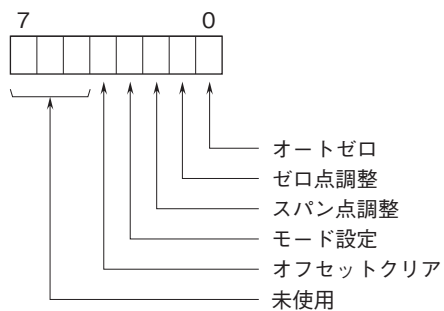 7 0
オートゼロ
ゼロ点調整
スパン点調整
モード設定
オフセットクリア
未使用